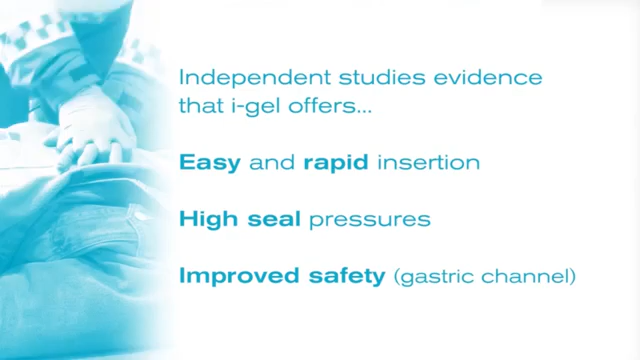 Independent studies evidence
that i-gel offers...
Easy and rapid insertion
High seal pressures
Improved safety (gastric channel)